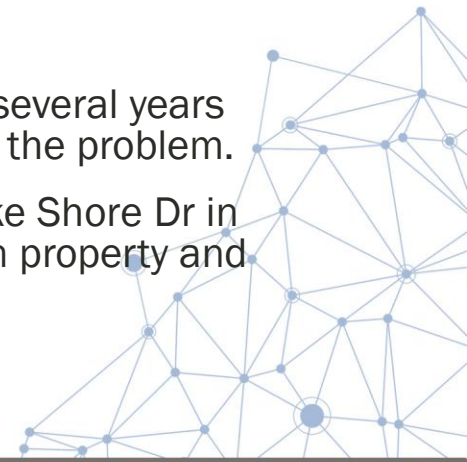 several years
the problem.
ke Shore Dr in
n property and